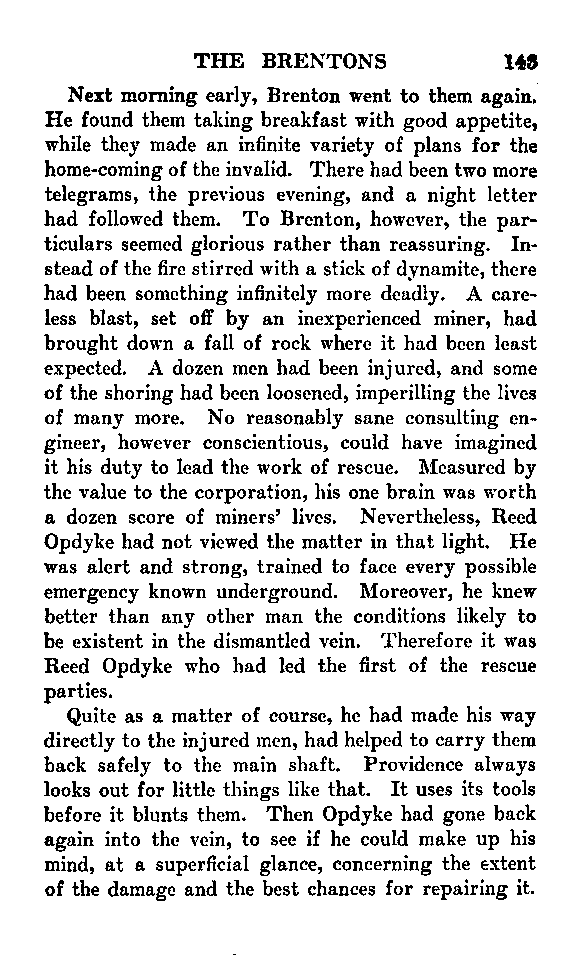 THE BRENTONS 143
Next morning early, Brenton went to them again.
He found them taking breakfast with good appetite,
while they made an infinite variety of plans for the
home-coming of the invalid. There had been two more
telegrams, the previous evening, and a night letter
had followed them. To Brenton, however, the par-
ticulars seemed glorious rather than reassuring. In-
stead of the fire stirred with a stick of dynamite, there
had been something infinitely more deadly. A care-
less blast, set off by an inexperienced miner, had
brought down a fall of rock where it had been least
expected. A dozen men had been injured, and some
of the shoring had been loosened, imperilling the lives
of many more. No reasonably sane consulting en-
gineer, however conscientious, could have imagined
it his duty to lead the work of rescue. Measured by
the value to the corporation, his one brain was worth
a dozen score of miners' lives. Nevertheless, Reed
Opdyke had not viewed the matter in that light. He
was alert and strong, trained to face every possible
emergency known underground. Moreover, he knew
better than any other man the conditions likely to
be existent in the dismantled vein. Therefore it was
Reed Opdyke who had led the first of the rescue
parties.
Quite as a matter of course, he had made his way
directly to the injured men, had helped to carry them
back safely to the main shaft. Providence always
looks out for little things like that. It uses its tools
before it blunts them. Then Opdyke had gone back
again into the vein, to see if he could make up his
mind, at a superficial glance, concerning the extent
of the damage and the best chances for repairing it.